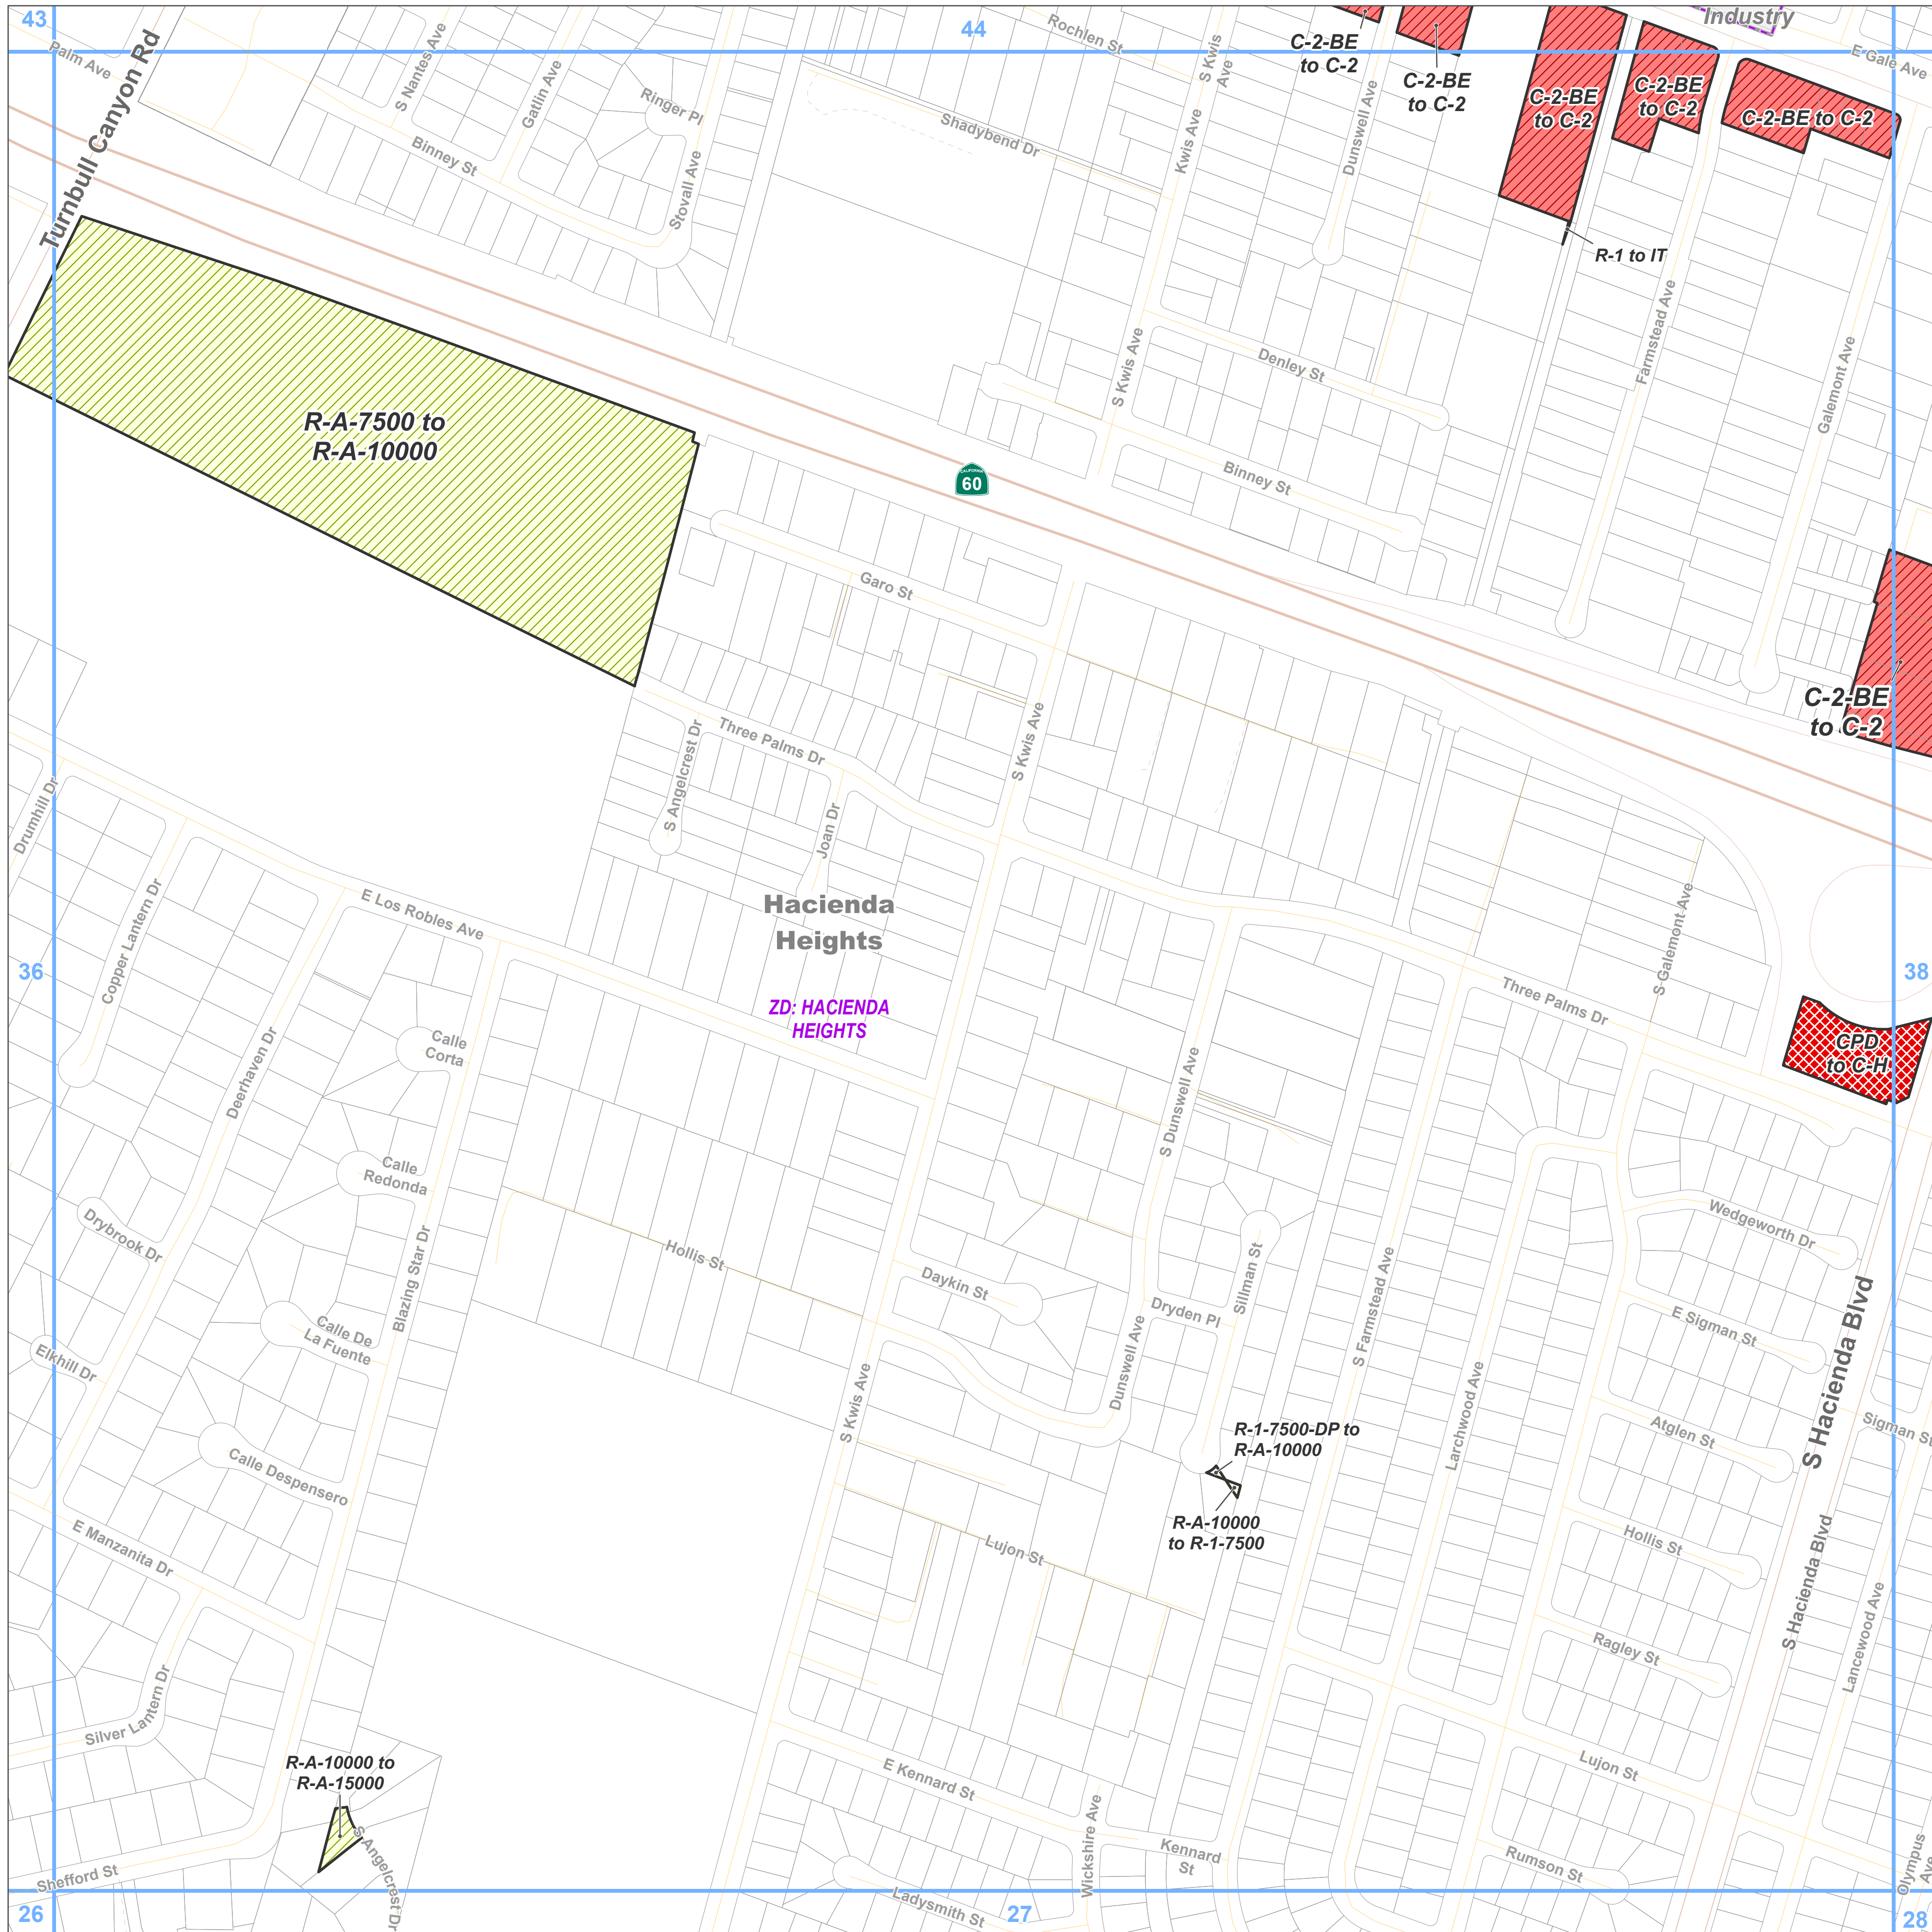 43
44
Industry
Palm Ave
Turnbull Canyon Rd
S Nantes Ave
Gatlin Ave
Ringer Pl
Binney St
Stovall Ave
Rochlen St
S Kwis
Ave
Shadybend Dr
Kwis Ave
Dunswell Ave
C-2-BE
to C-2
C-2-BE
to C-2
C-2-BE
to C-2
C-2-BE
to C-2
C-2-BE to C-2
E Gale Ave
R-1 to IT
Farmstead Ave
Galemont Ave
S Kwis Ave
Denley St
Binney St
R-A-7500 to
R-A-10000
CALIFORNIA
60
Garo St
C-2-BE
to C-2
S Kwis Ave
Three Palms Dr
S Angelcrest Dr
Joan Dr
Drumhill Dr
Copper Lantern Dr
E Los Robles Ave
Hacienda
Heights
36
38
ZD: HACIENDA
HEIGHTS
S Galemont Ave
Three Palms Dr
CPD
to C-H
Calle
Corta
Deerhaven Dr
S Dunswell Ave
Calle
Redonda
Drybrook Dr
Wedgeworth Dr
Hollis St
Blazing Star Dr
Daykin St
Sillman St
Dryden Pl
S Farmstead Ave
E Sigman St
S Hacienda Blvd
Calle De
La Fuente
Elkhill Dr
Dunswell Ave
S Kwis Ave
Larchwood Ave
Atglen St
Sigman St
R-1-7500-DP to
R-A-10000
Calle Despensero
R-A-10000
to R-1-7500
E Manzanita Dr
Lujon St
Hollis St
S Hacienda Blvd
Lancewood Ave
Ragley St
Silver Lantern Dr
R-A-10000 to
R-A-15000
E Kennard St
Lujon St
S Angelcrest Dr
Shefford St
Wickshire Ave
Kennard
St
Rumson St
Olympus
Ave
Ladysmith St
26
27
28